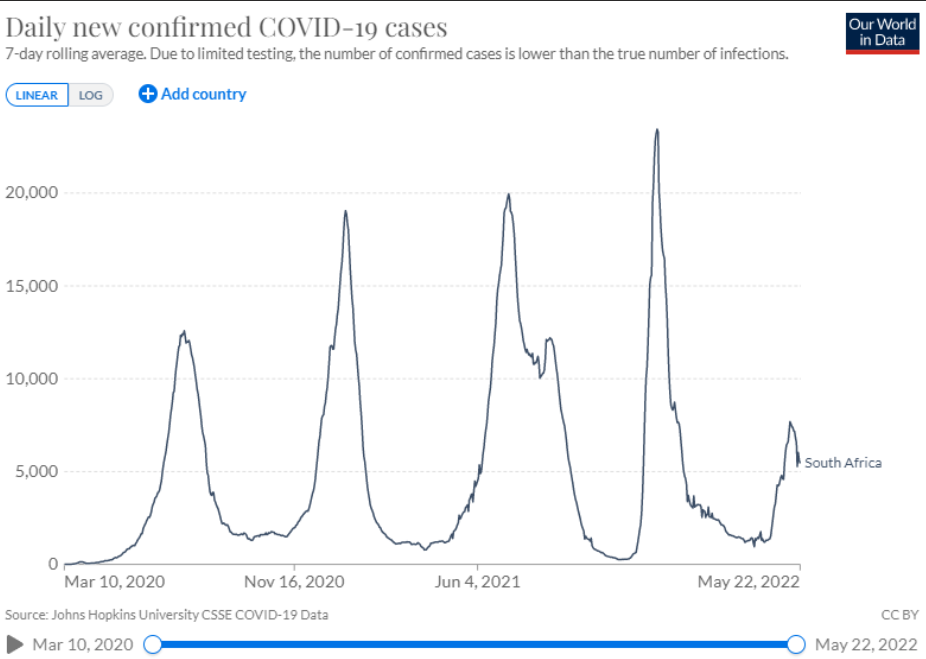 Daily new confirmed COVID-19 cases
Our World
in Data
7-day rolling average. Due to limited testing, the number of confirmed cases is lower than the true number of infections.
LINEAR LOG Add country
20,000
15,000
10,000
5,000
South Africa
0
Mar 10, 2020 Nov 16, 2020 Jun 4, 2021 May 22, 2022
Source: Johns Hopkins University CSSE COVID-19 Data CC BY
Mar 10, 2020 May 22, 2022